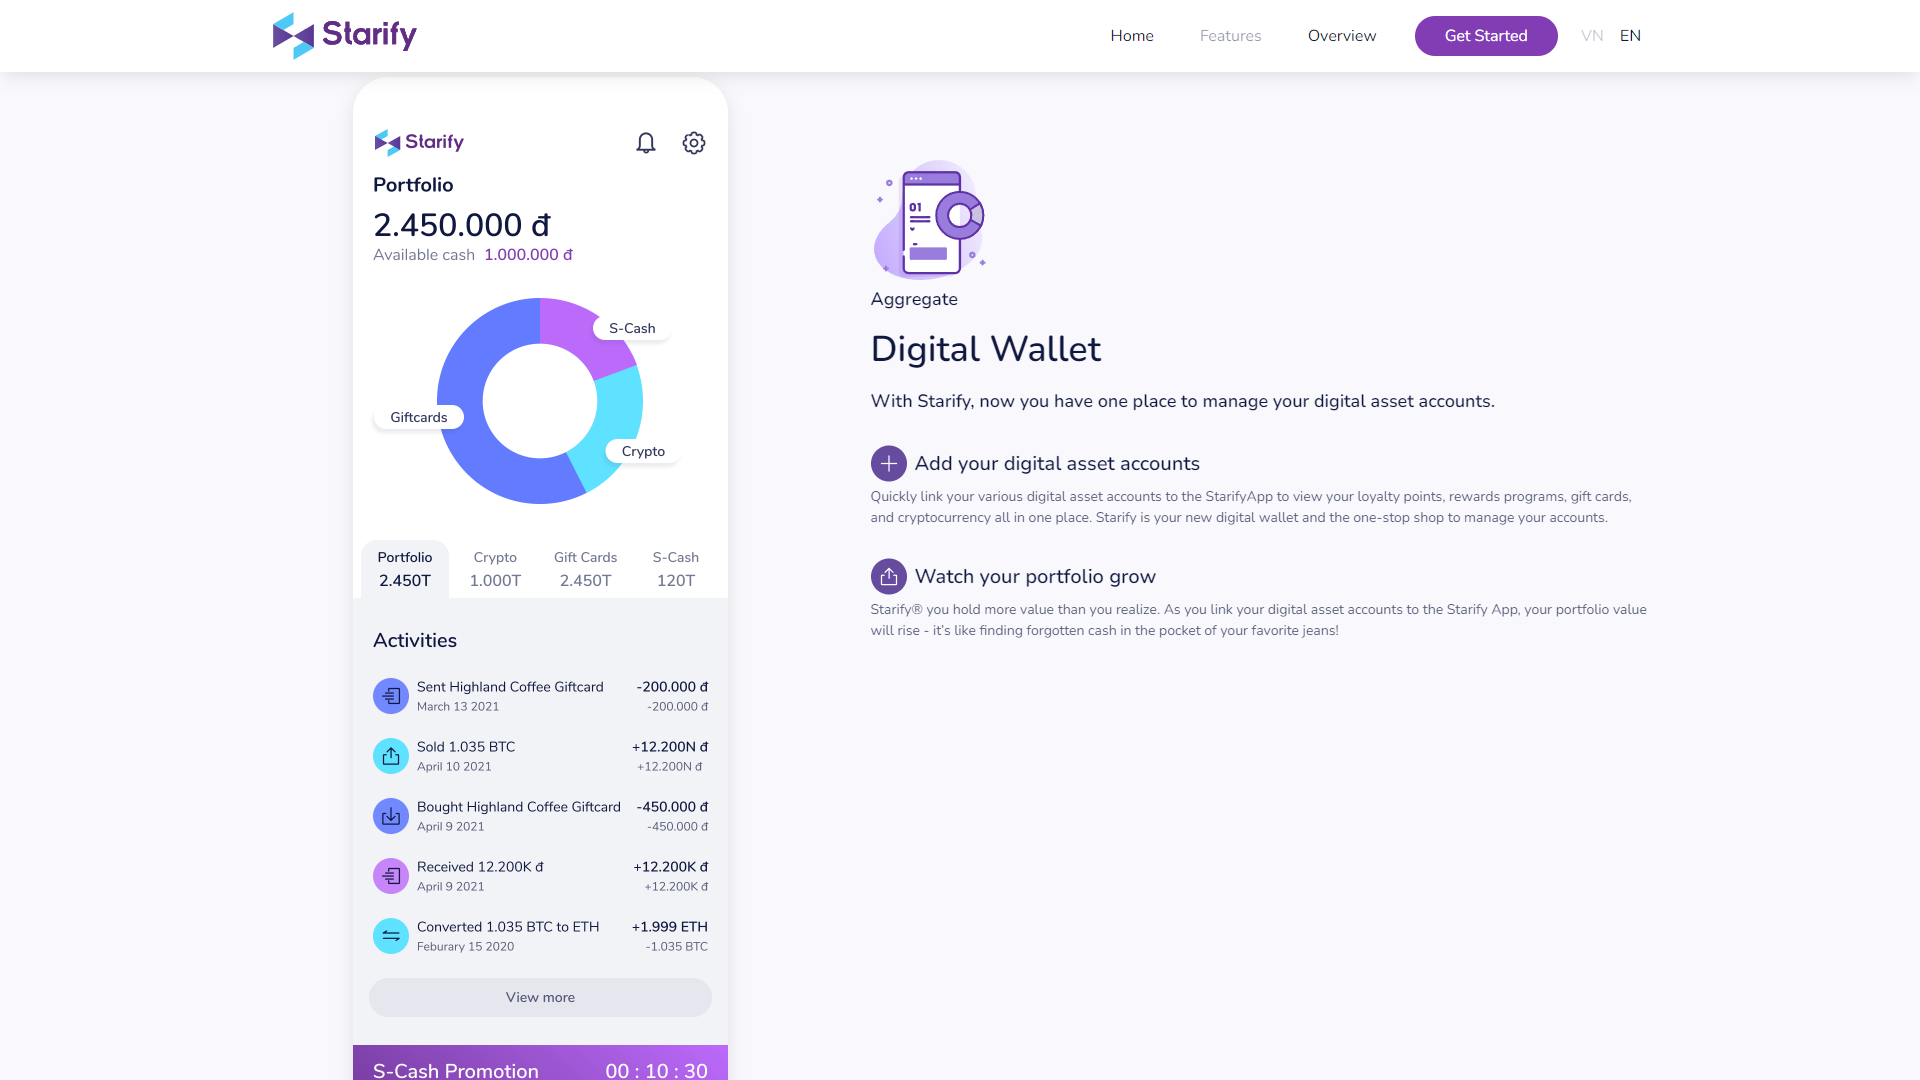 Starify
Home
Features
Overview
Get Started
VN
EN
Starify
Portfolio
2.450.000 đ
Available cash 1.000.000 đ
S-Cash
Giftcards
Crypto
Portfolio
2.450T
Crypto
1.000T
Gift Cards
2.450T
S-Cash
120T
Activities
Sent Highland Coffee Giftcard -200.000 đ
March 13 2021 -200.000 đ
Sold 1.035 BTC +12.200N đ
April 10 2021 +12.200N đ
Bought Highland Coffee Giftcard -450.000 đ
April 9 2021 -450.000 đ
Received 12.200K đ +12.200K đ
April 9 2021 +12.200K đ
Converted 1.035 BTC to ETH +1.999 ETH
Feburary 15 2020 -1.035 BTC
View more
S-Cash Promotion 00 : 10 : 30
01
Aggregate
Digital Wallet
With Starify, now you have one place to manage your digital asset accounts.
Add your digital asset accounts
Quickly link your various digital asset accounts to the StarifyApp to view your loyalty points, rewards programs, gift cards,
and cryptocurrency all in one place. Starify is your new digital wallet and the one-stop shop to manage your accounts.
Watch your portfolio grow
Starify® you hold more value than you realize. As you link your digital asset accounts to the Starify App, your portfolio value
will rise - it’s like finding forgotten cash in the pocket of your favorite jeans!